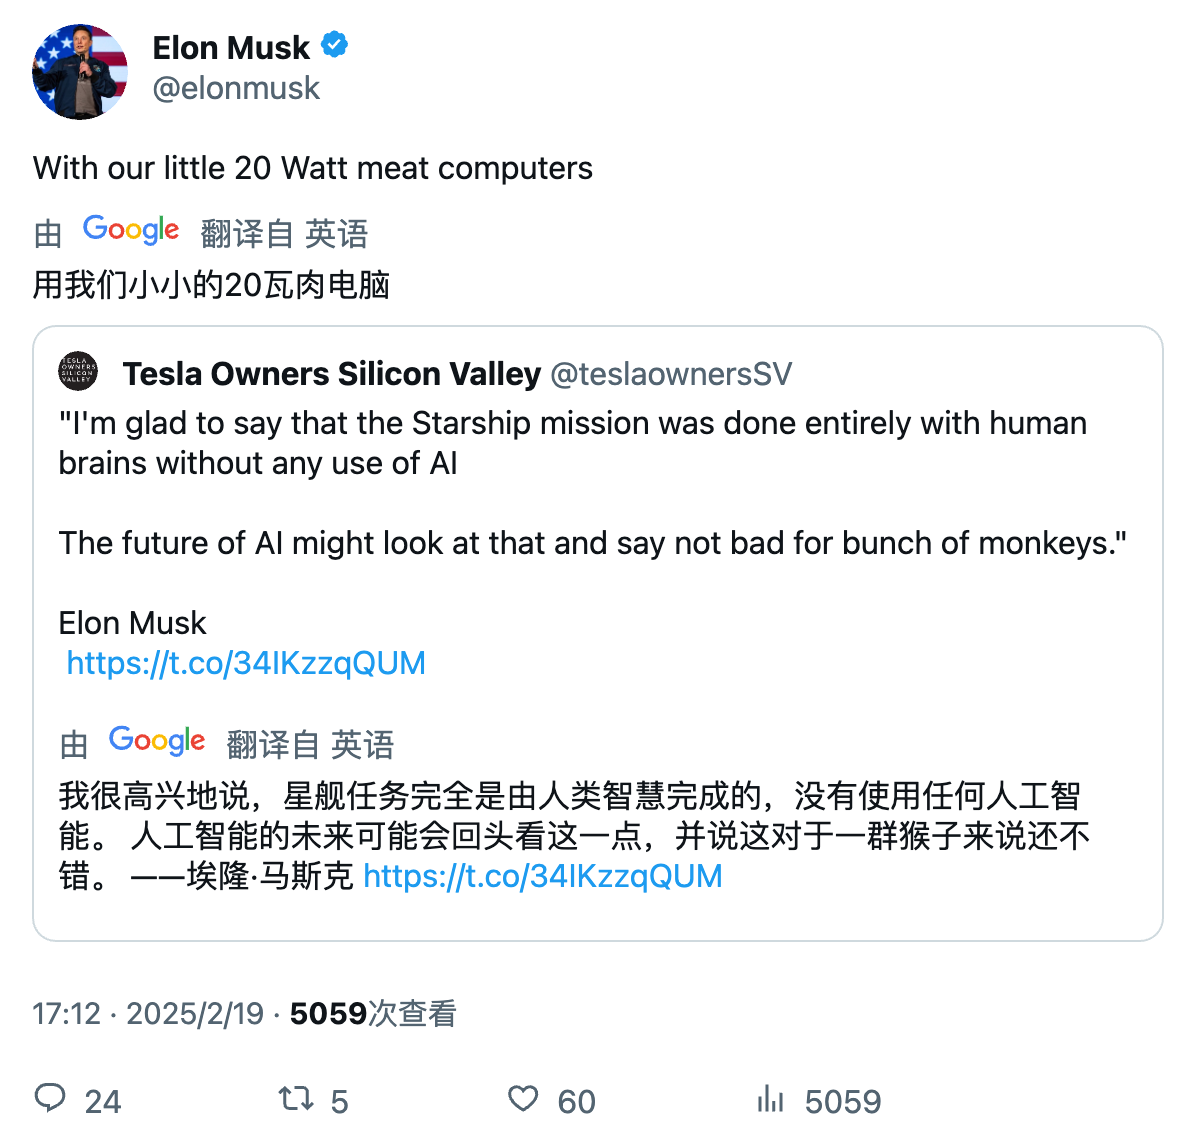 Elon Musk
@elonmusk
With our little 20 Watt meat computers
由 Google 翻译自 英语
用我们小小的20瓦肉电脑
TESLA
OWNERS
SILICON
VALLEY
Tesla Owners Silicon Valley @teslaownersSV
"I'm glad to say that the Starship mission was done entirely with human
brains without any use of AI
The future of AI might look at that and say not bad for bunch of monkeys."
Elon Musk
https://t.co/34IKzzqQUM
由 Google 翻译自 英语
我很高兴地说，星舰任务完全是由人类智慧完成的，没有使用任何人工智
能。 人工智能的未来可能会回头看这一点，并说这对于一群猴子来说还不
错。 ——埃隆·马斯克 https://t.co/34IKzzqQUM
17:12 · 2025/2/19 · 5059次查看
24 5 60 5059